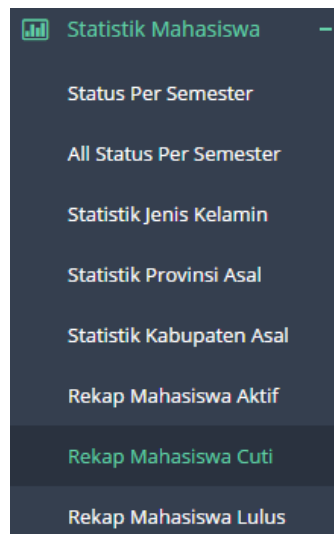 Statistik Mahasiswa
Status Per Semester
All Status Per Semester
Statistik Jenis Kelamin
Statistik Provinsi Asal
Statistik Kabupaten Asal
Rekap Mahasiswa Aktif
Rekap Mahasiswa Cuti
Rekap Mahasiswa Lulus